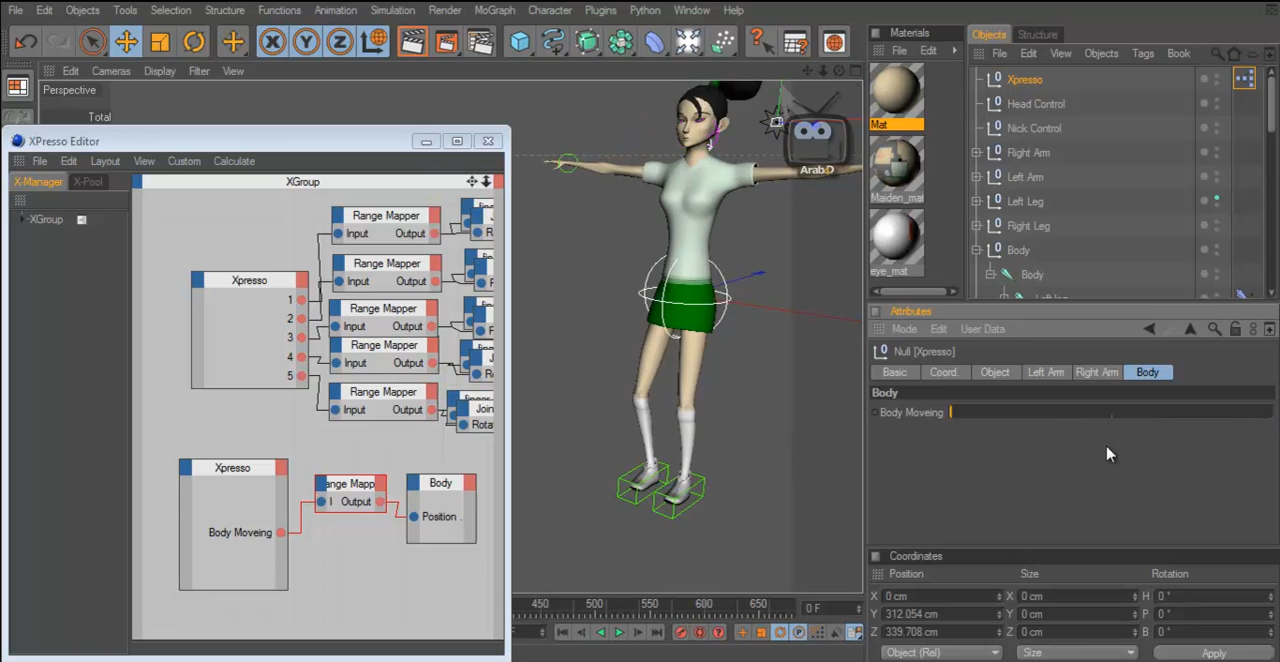 File Objects Tools Selection Structure Functions Animation Simulation Render MoGraph Character Plugins Python Window Help
Edit Cameras Display Filter View
Perspective
Total
ArabD
XPresso Editor
File Edit Layout View Custom Calculate
X-Manager X-Pool
XGroup
XGroup
Range Mapper
Input Output
Range Mapper
Input Output
Range Mapper
Input Output
Range Mapper
Input Output
Range Mapper
Input Output
Xpresso
1
2
3
4
5
Join
Rota
Xpresso
Body Moveing
ange Mapp
I Output
Body
Position .
450 500 550 600 650
0 F
Materials
File Edit
Mat
Maiden_mat
eye_mat
Objects Structure
File Edit View Objects Tags Book
Xpresso
Head Control
Nick Control
Right Arm
Left Arm
Left Leg
Right Leg
Body
Body
Attributes
Mode Edit User Data
Null [Xpresso]
Basic Coord. Object Left Arm Right Arm Body
Body
Body Moveing
Coordinates
Position Size Rotation
X 0 cm X 0 cm H 0 °
Y 312.054 cm Y 0 cm P 0 °
Z 339.708 cm Z 0 cm B 0 °
Object (Rel) Size Apply